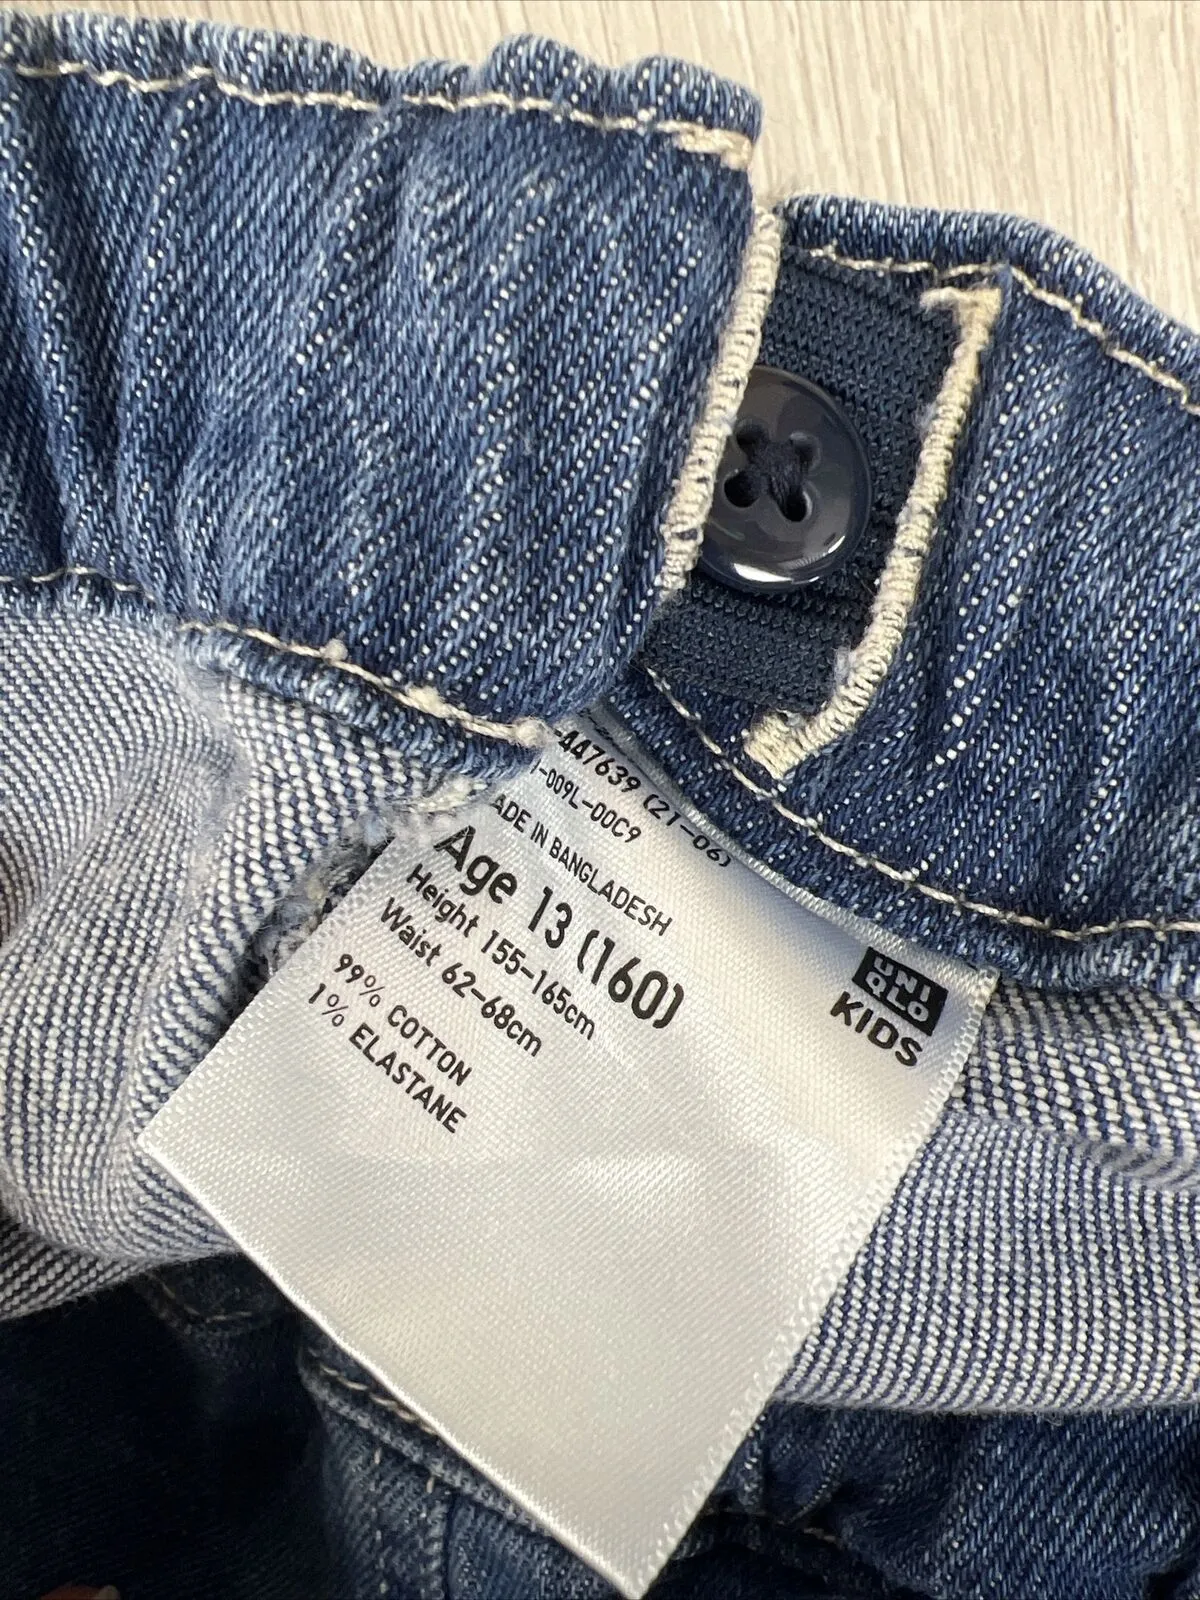 -447639 (21-06)
-009L-00C9
ADE IN BANGLADESH
Age 13 (160)
Height 155-165cm
Waist 62-68cm
99% COTTON
1% ELASTANE
UNI
QLO
KIDS